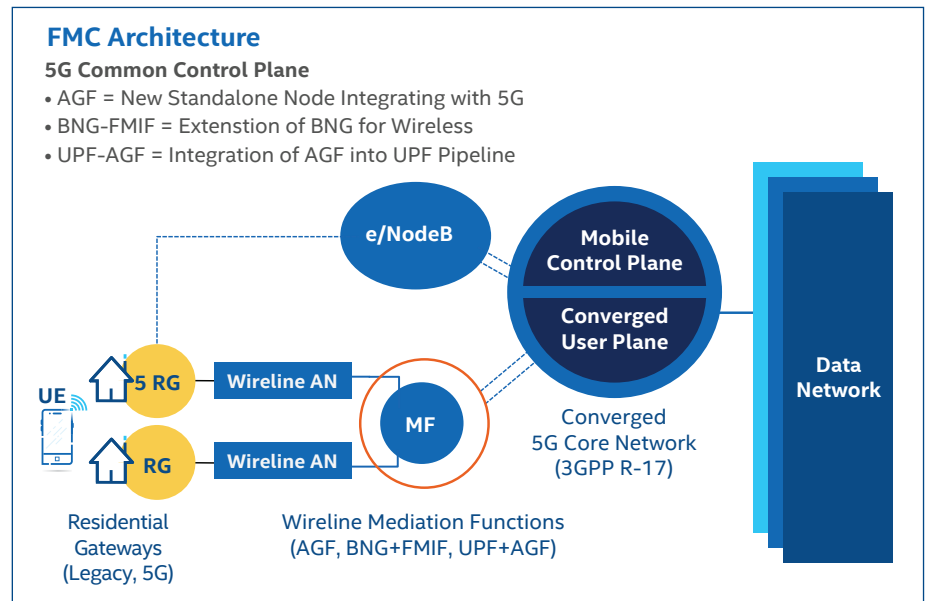 FMC Architecture
5G Common Control Plane
• AGF = New Standalone Node Integrating with 5G
• BNG-FMIF = Extenstion of BNG for Wireless
• UPF-AGF = Integration of AGF into UPF Pipeline
e/NodeB
Mobile
Control Plane
Converged
User Plane
Data
Network
UE
5 RG
Wireline AN
MF
RG
Wireline AN
Converged
5G Core Network
(3GPP R-17)
Residential
Gateways
(Legacy, 5G)
Wireline Mediation Functions
(AGF, BNG+FMIF, UPF+AGF)